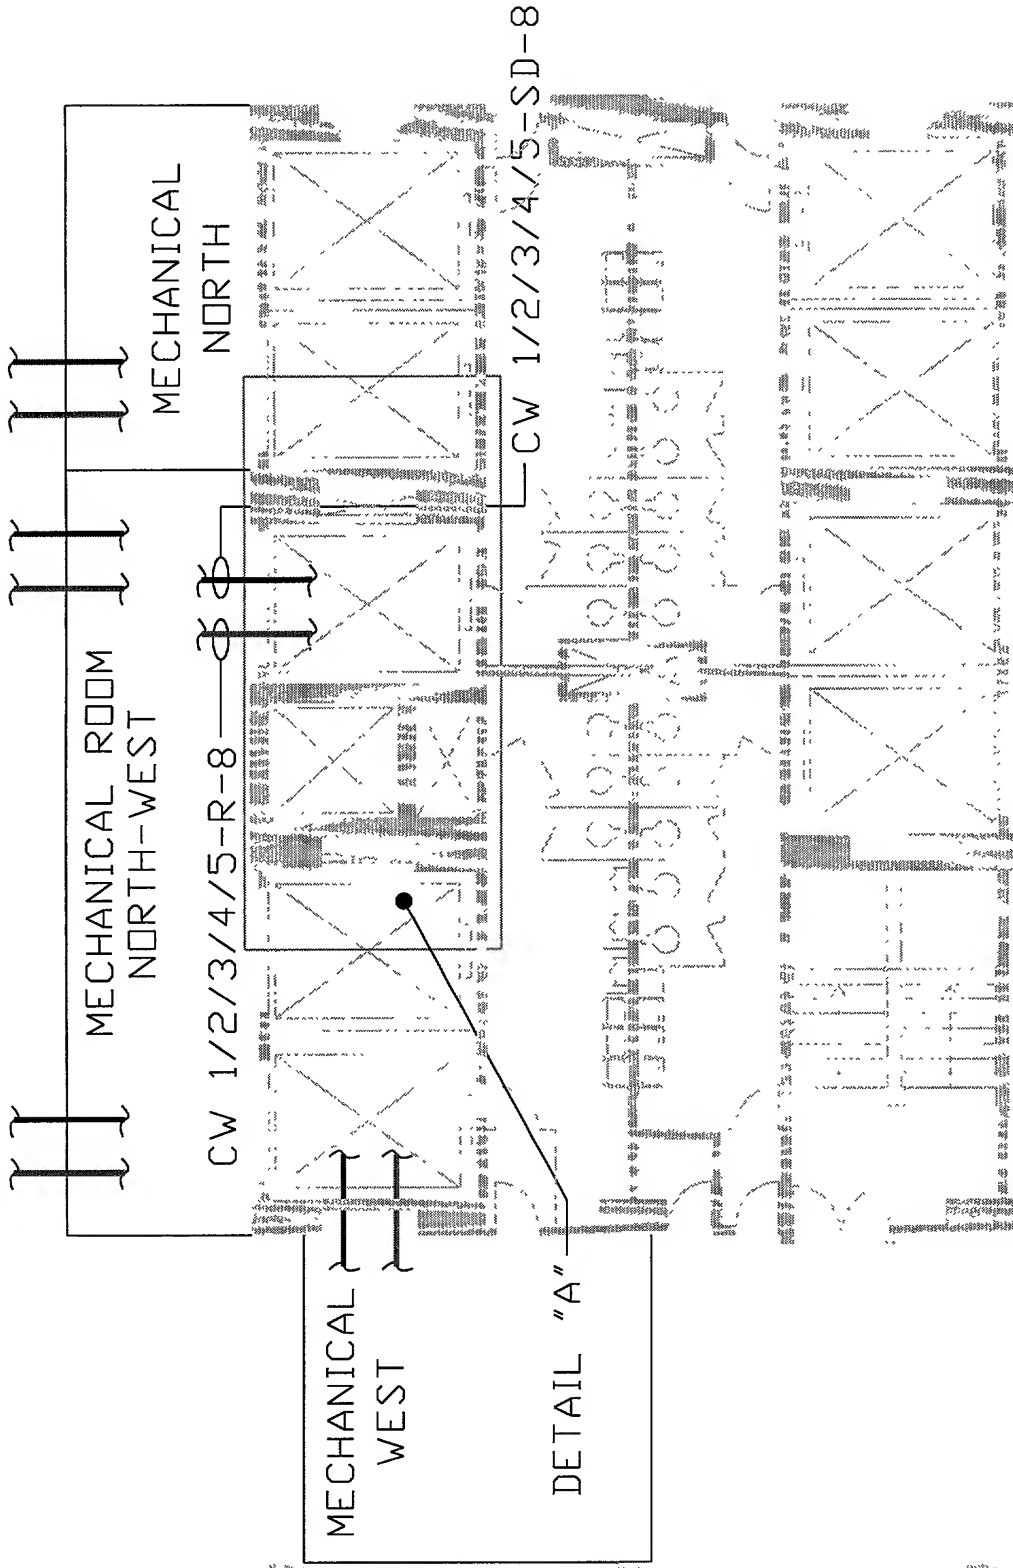 MECHANICAL ROOM
NORTH-WEST
MECHANICAL
NORTH
CW 1/2/3/4/5-R-8
CW 1/2/3/4/5-SD-8
MECHANICAL
WEST
DETAIL "A"